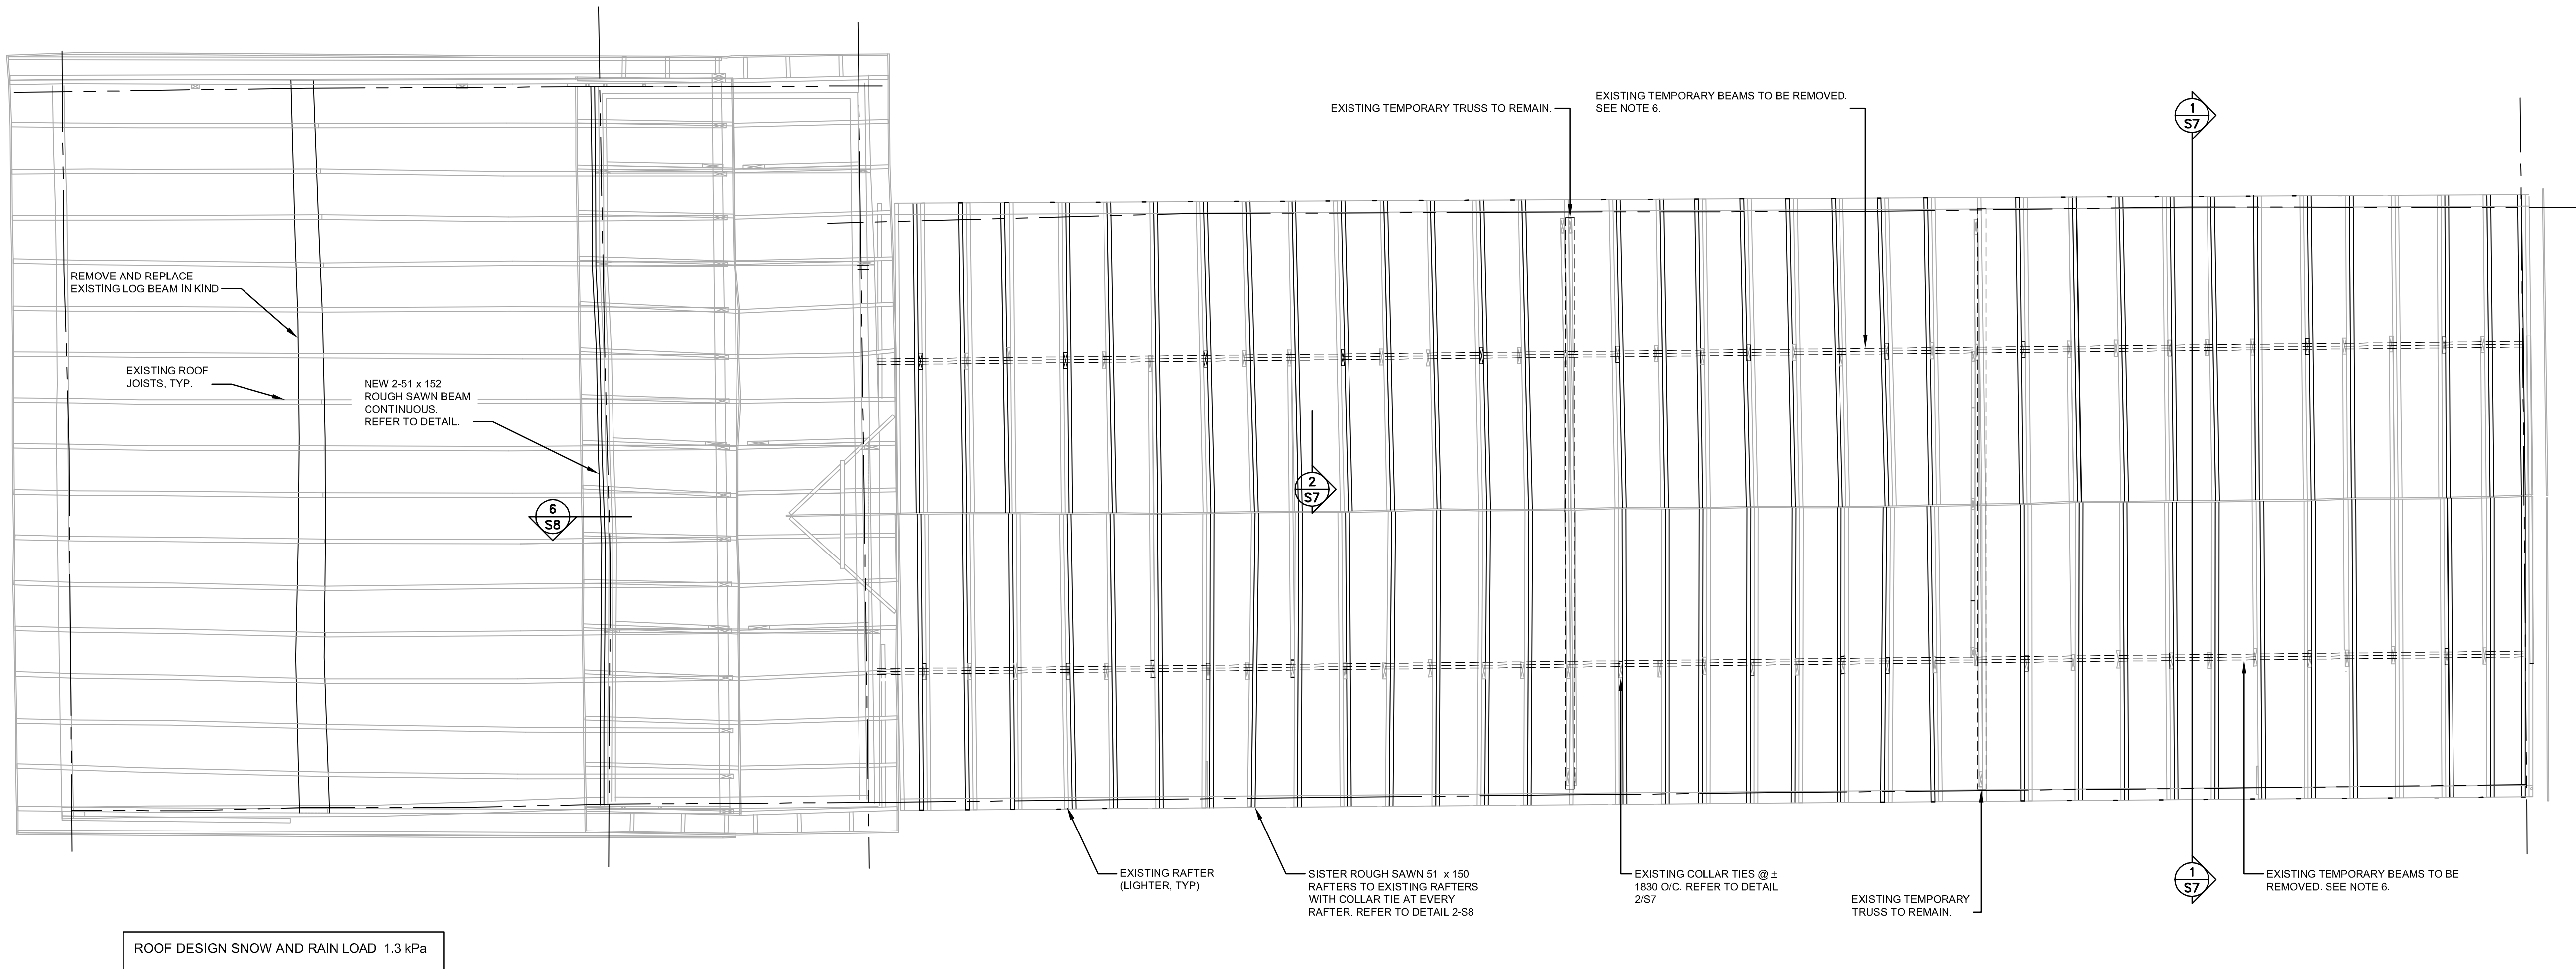 EXISTING TEMPORARY TRUSS TO REMAIN.
EXISTING TEMPORARY BEAMS TO BE REMOVED.
SEE NOTE 6.
1
S7
REMOVE AND REPLACE
EXISTING LOG BEAM IN KIND
EXISTING ROOF
JOISTS, TYP.
NEW 2-51 x 152
ROUGH SAWN BEAM
CONTINUOUS.
REFER TO DETAIL.
6
S8
2
S7
EXISTING RAFTER
(LIGHTER, TYP)
SISTER ROUGH SAWN 51 x 150
RAFTERS TO EXISTING RAFTERS
WITH COLLAR TIE AT EVERY
RAFTER. REFER TO DETAIL 2-S8
EXISTING COLLAR TIES @ ±
1830 O/C. REFER TO DETAIL
2/S7
EXISTING TEMPORARY
TRUSS TO REMAIN.
1
S7
EXISTING TEMPORARY BEAMS TO BE
REMOVED. SEE NOTE 6.
ROOF DESIGN SNOW AND RAIN LOAD 1.3 kPa